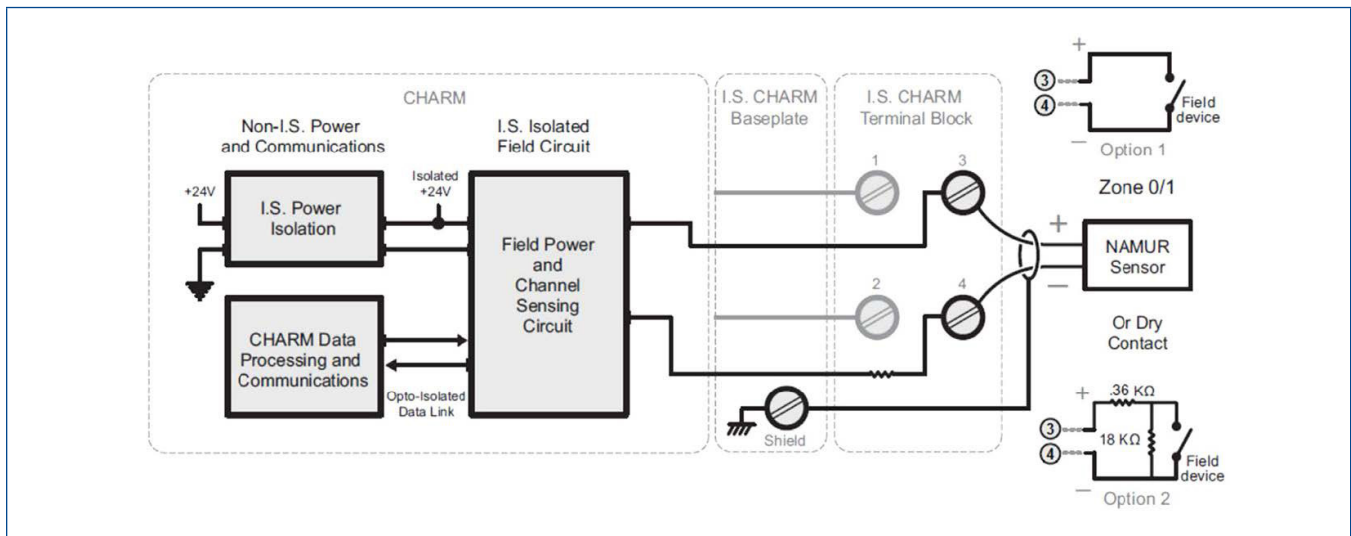 CHARM
Non-I.S. Power
and Communications
+24V
I.S. Power
Isolation
CHARM Data
Processing and
Communications
Isolated
+24V
Opto-Isolated
Data Link
I.S. Isolated
Field Circuit
Field Power
and
Channel
Sensing
Circuit
I.S. CHARM
Baseplate
Shield
I.S. CHARM
Terminal Block
1
3
2
4
+
3
4
–
Field
device
Option 1
Zone 0/1
+
–
NAMUR
Sensor
Or Dry
Contact
+
.36 KΩ
3
18 KΩ
4
–
Field
device
Option 2